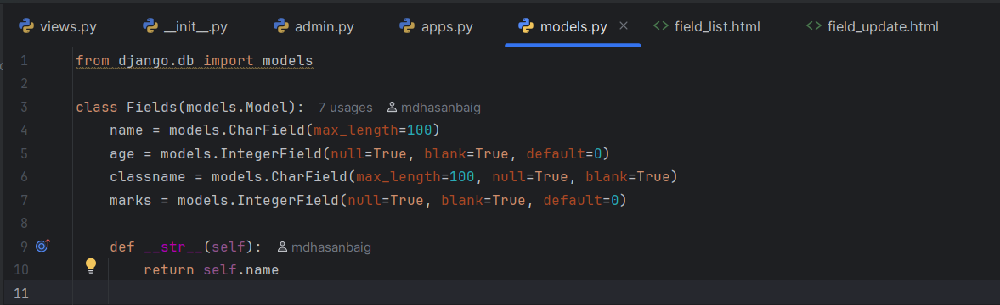 views.py __init__.py admin.py apps.py models.py field_list.html field_update.html
1 from django.db import models
2
3 class Fields(models.Model): 7 usages mdhasanbaig
4 name = models.CharField(max_length=100)
5 age = models.IntegerField(null=True, blank=True, default=0)
6 classname = models.CharField(max_length=100, null=True, blank=True)
7 marks = models.IntegerField(null=True, blank=True, default=0)
8
9 def __str__(self): mdhasanbaig
10 return self.name
11